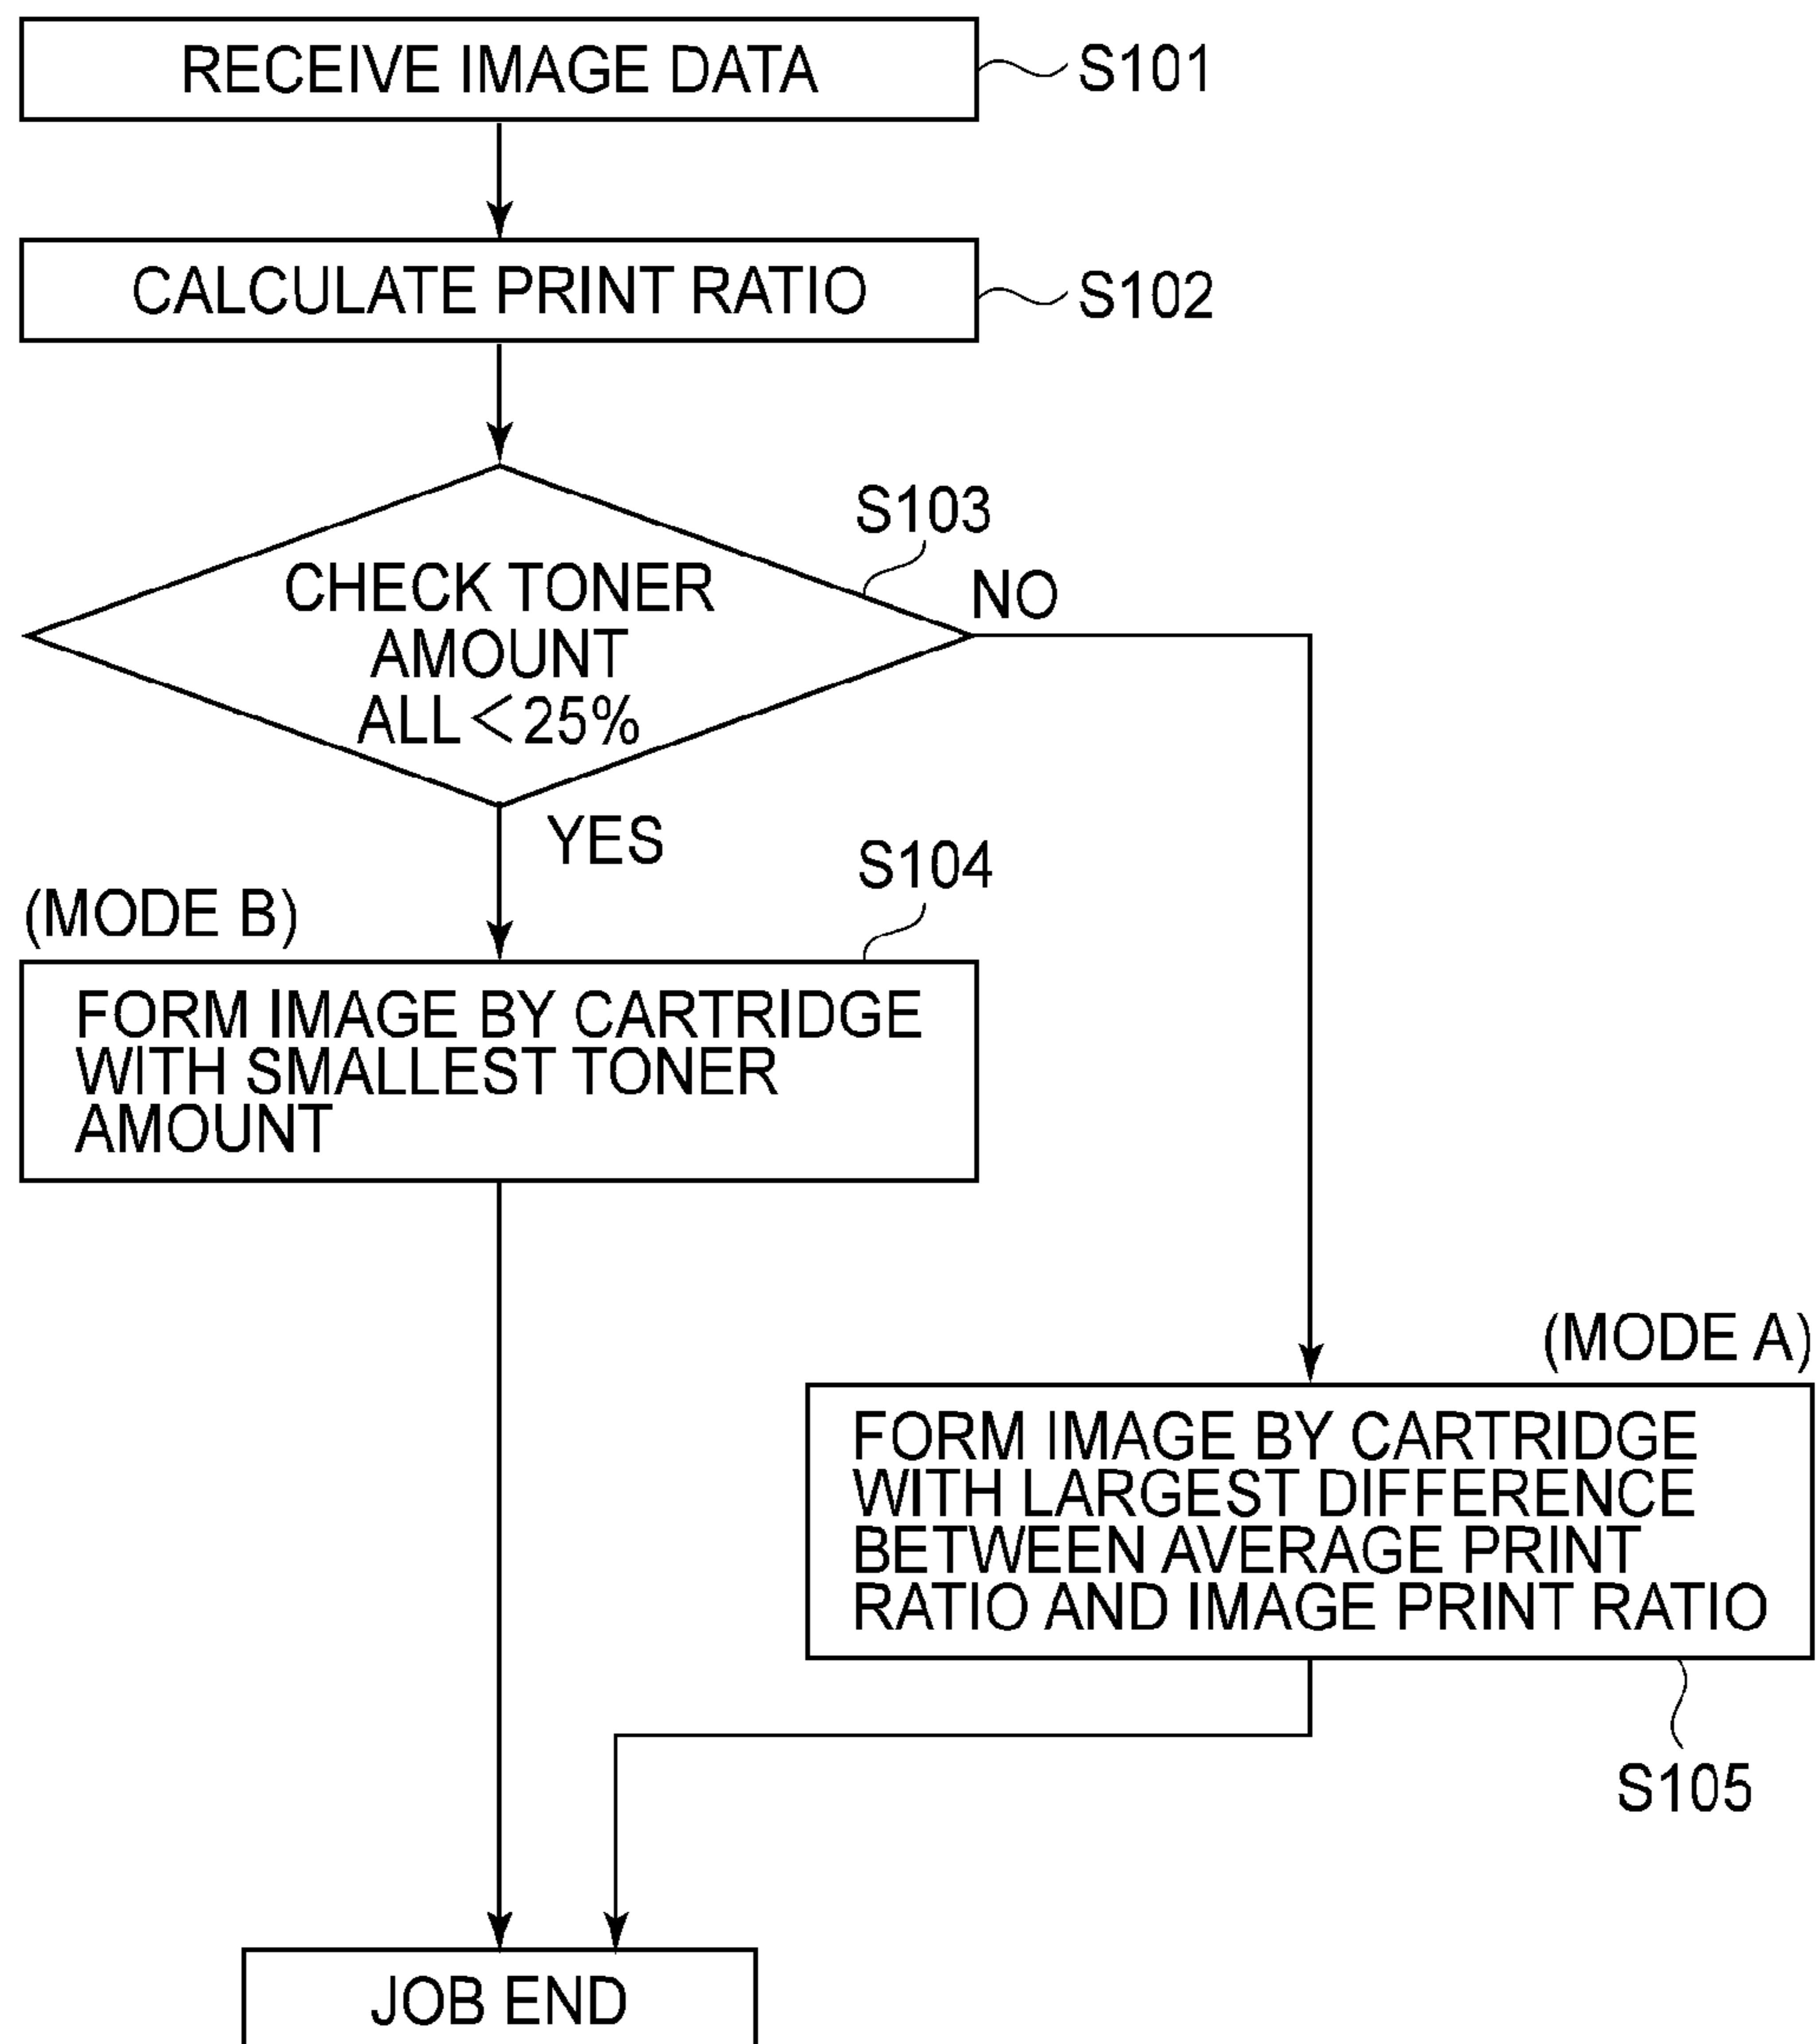 RECEIVE IMAGE DATA
S101
CALCULATE PRINT RATIO
S102
S103
CHECK TONER
AMOUNT
ALL<25%
NO
YES
S104
(MODE B)
FORM IMAGE BY CARTRIDGE
WITH SMALLEST TONER
AMOUNT
(MODE A)
FORM IMAGE BY CARTRIDGE
WITH LARGEST DIFFERENCE
BETWEEN AVERAGE PRINT
RATIO AND IMAGE PRINT RATIO
S105
JOB END